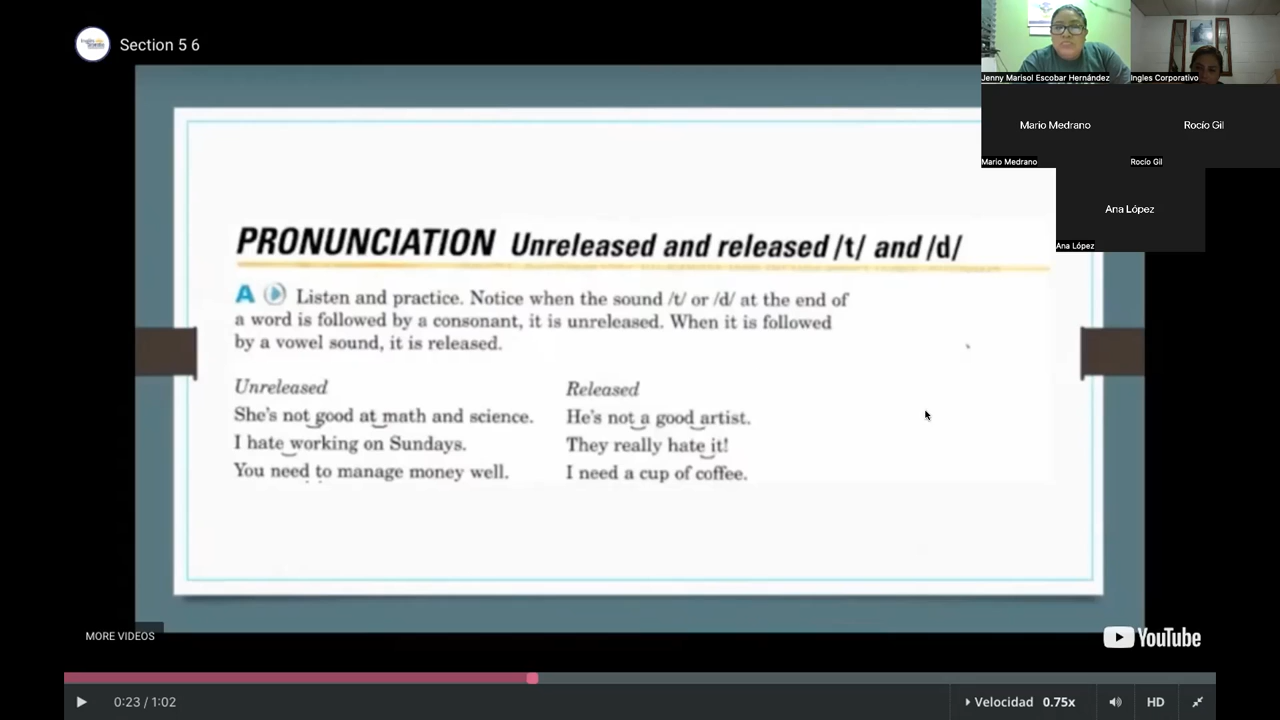 Section 5 6
Jenny Marisol Escobar Hernández
Ingles Corporativo
Mario Medrano
Rocío Gil
Mario Medrano
Rocío Gil
Ana López
Ana López
PRONUNCIATION Unreleased and released /t/ and /d/
A Listen and practice. Notice when the sound /t/ or /d/ at the end of
a word is followed by a consonant, it is unreleased. When it is followed
by a vowel sound, it is released.
Unreleased
She's not good at math and science.
I hate working on Sundays.
You need to manage money well.
Released
He's not a good artist.
They really hate it!
I need a cup of coffee.
MORE VIDEOS
YouTube
0:23 / 1:02
Velocidad 0.75x
HD